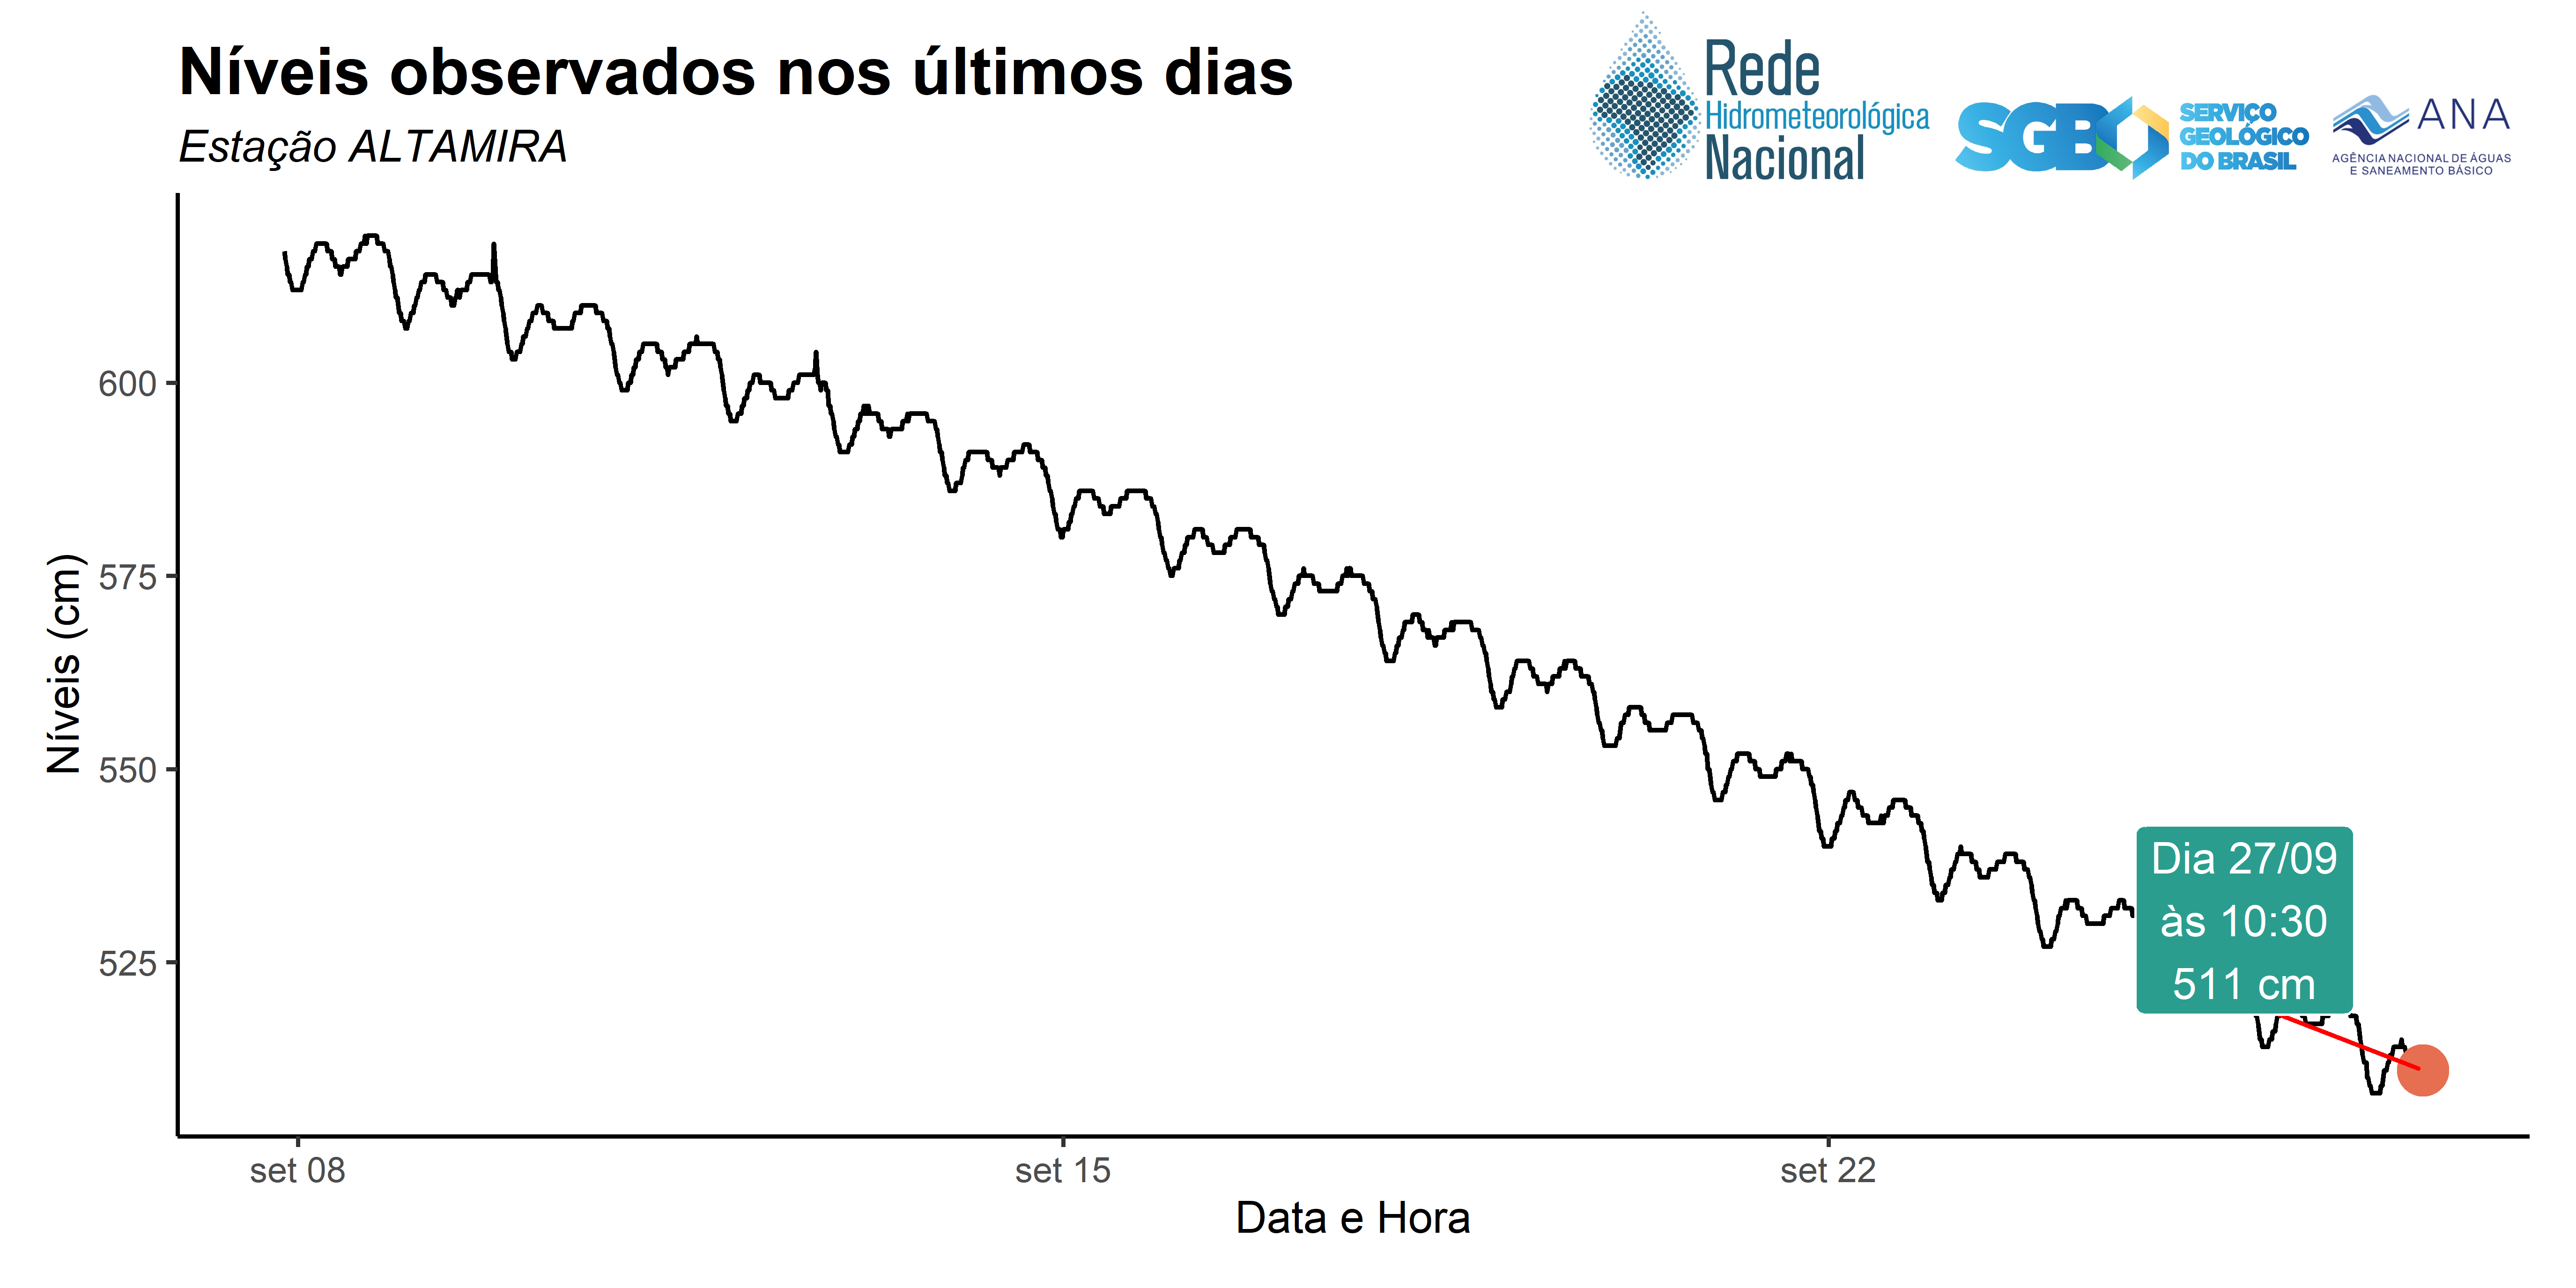 Níveis observados nos últimos dias
Estação ALTAMIRA
Rede
Hidrometeorológica
Nacional
SGB
SERVIÇO
GEOLÓGICO
DO BRASIL
ANA
AGÊNCIA NACIONAL DE ÁGUAS
E SANEAMENTO BÁSICO
Níveis (cm)
600
575
550
525
Dia 27/09
às 10:30
511 cm
set 08
set 15
set 22
Data e Hora